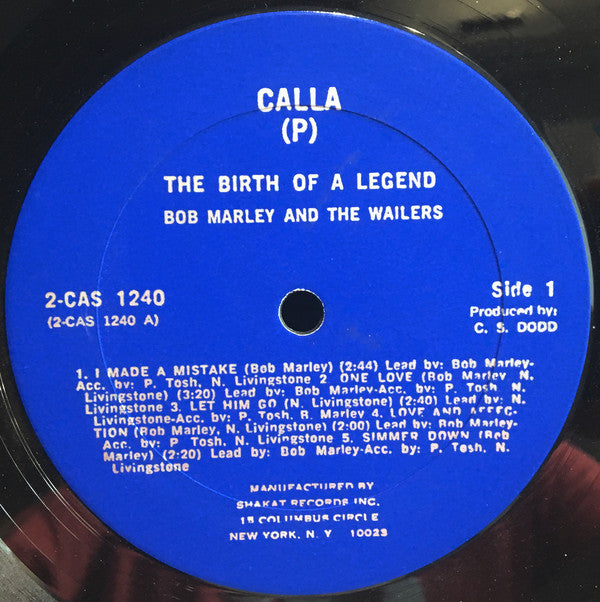 CALLA
(P)
THE BIRTH OF A LEGEND
BOB MARLEY AND THE WAILERS
2-CAS 1240
(2-CAS 1240 A)
Side 1
Produced by:
C. S. DODD
1. I MADE A MISTAKE (Bob Marley) (2:44) Lead by: Bob Marley-
Acc. by: P. Tosh, N. Livingstone 2. ONE LOVE (Bob Marley, N.
Livingstone) (3:20) Lead by: Bob Marley-Acc. by: P. Tosh, N.
Livingstone 3. LET HIM GO (N. Livingstone) (2:40) Lead by: N.
Livingstone-Acc. by: P. Tosh, R. Marley 4. LOVE AND AFFEC-
TION (Bob Marley, N. Livingstone) (2:00) Lead by: Bob Marley-
Acc. by: P Tosh, N. Livingstone 5. SIMMER DOWN (Bob
Marley) (2:20) Lead by: Bob Marley-Acc. by: P. Tosh, N.
Livingstone
MANUFACTURED BY
SHAKAT RECORDS INC.
15 COLUMBUS CIRCLE
NEW YORK, N. Y 10023